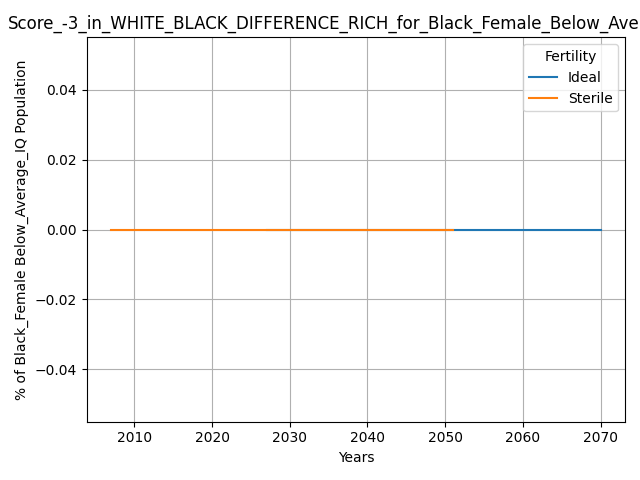 Score_-3_in_WHITE_BLACK_DIFFERENCE_RICH_for_Black_Female_Below_Ave
Fertility
Ideal
Sterile
% of Black_Female Below_Average_IQ Population
0.04
0.02
0.00
−0.02
−0.04
2010 2020 2030 2040 2050 2060 2070
Years